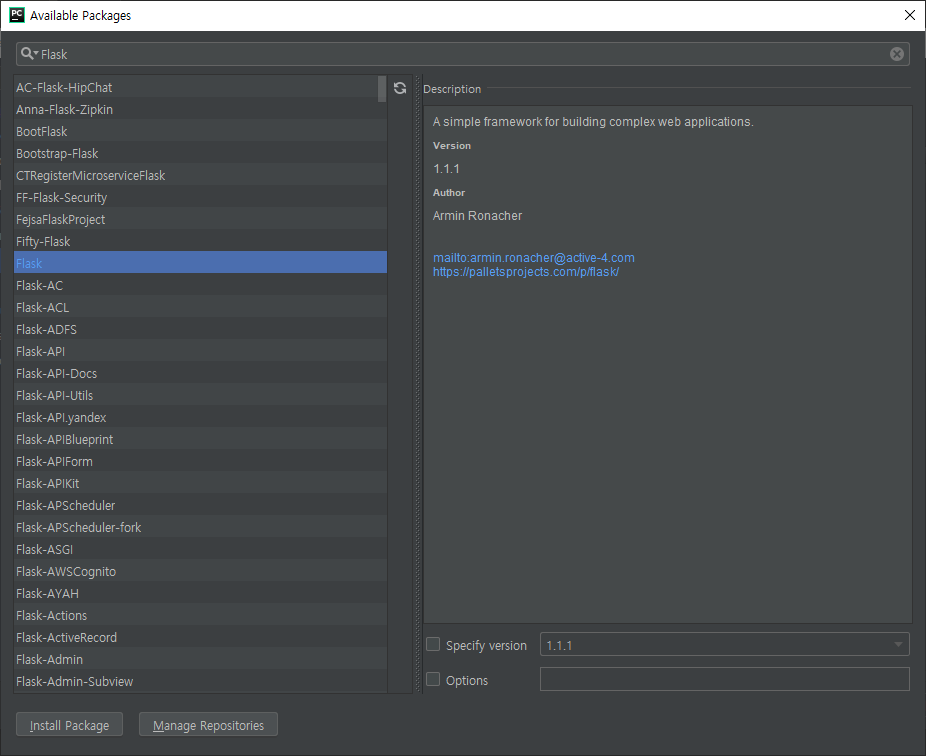 PC
Available Packages
Flask
AC-Flask-HipChat
Anna-Flask-Zipkin
BootFlask
Bootstrap-Flask
CTRegisterMicroserviceFlask
FF-Flask-Security
FejsaFlaskProject
Fifty-Flask
Flask
Flask-AC
Flask-ACL
Flask-ADFS
Flask-API
Flask-API-Docs
Flask-API-Utils
Flask-API.yandex
Flask-APIBlueprint
Flask-APIForm
Flask-APIKit
Flask-APScheduler
Flask-APScheduler-fork
Flask-ASGI
Flask-AWSCognito
Flask-AYAH
Flask-Actions
Flask-ActiveRecord
Flask-Admin
Flask-Admin-Subview
Description
A simple framework for building complex web applications.
Version
1.1.1
Author
Armin Ronacher
mailto:armin.ronacher@active-4.com
https://palletsprojects.com/p/flask/
Specify version 1.1.1
Options
Install Package Manage Repositories